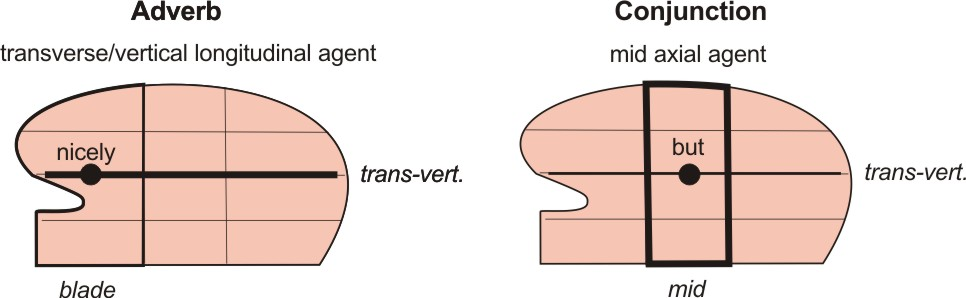 Adverb
transverse/vertical longitudinal agent
nicely
trans-vert.
blade
Conjunction
mid axial agent
but
trans-vert.
mid